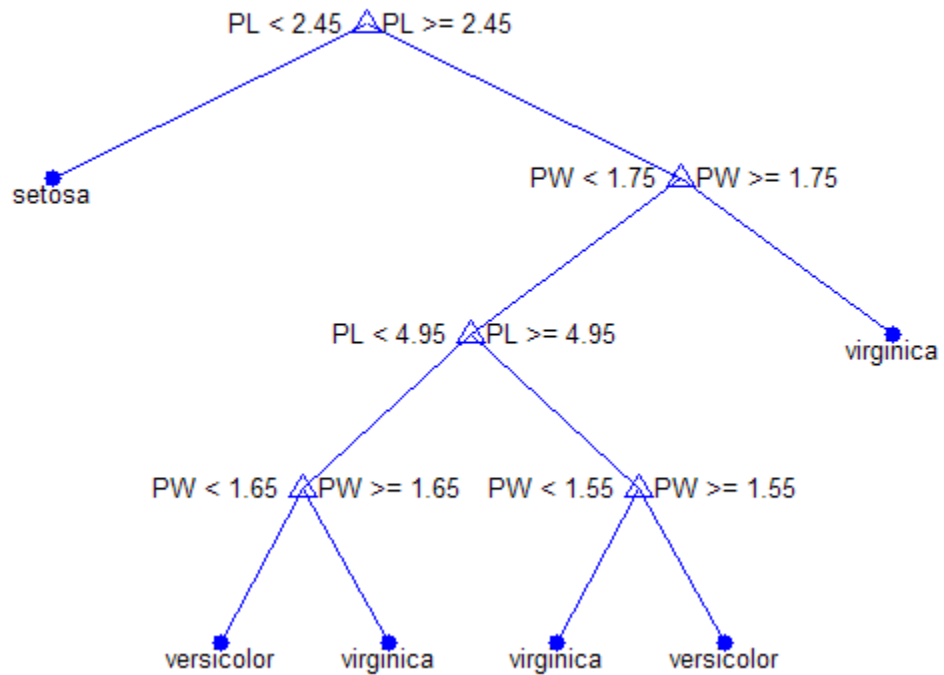 PL < 2.45 PL >= 2.45
setosa
PW < 1.75 PW >= 1.75
PL < 4.95 PL >= 4.95
virginica
PW < 1.65 PW >= 1.65 PW < 1.55 PW >= 1.55
versicolor virginica virginica versicolor